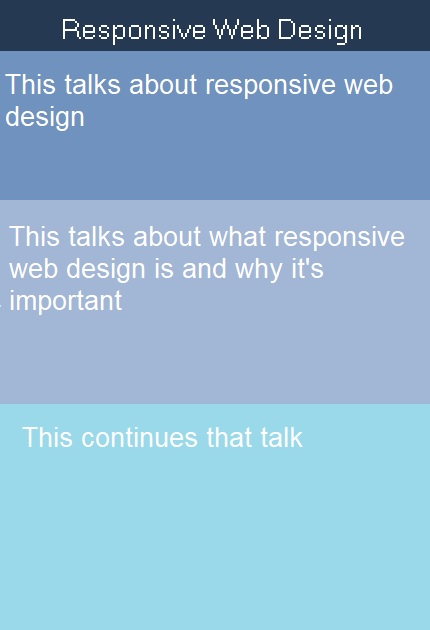 Responsive Web Design
This talks about responsive web
design
This talks about what responsive
web design is and why it's
important
This continues that talk